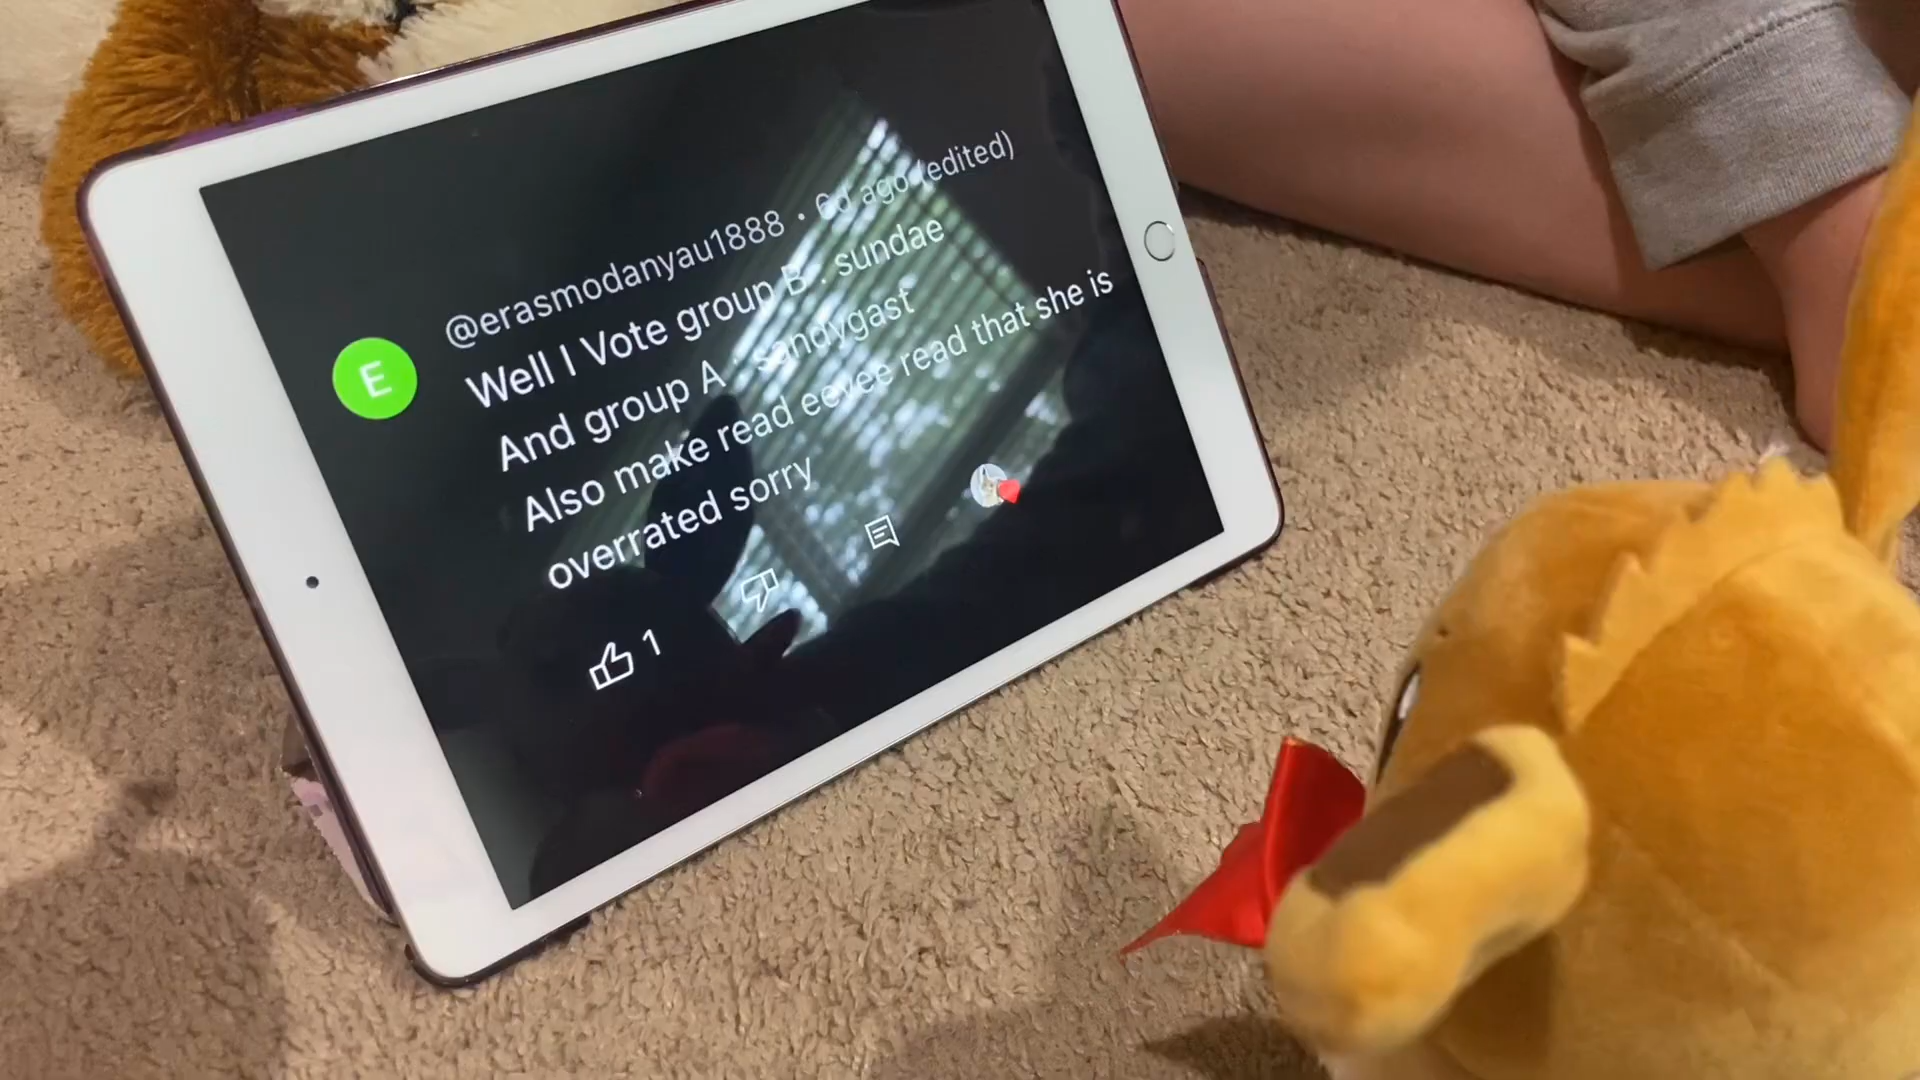 E
@erasmodanyau1888 • 6d ago (edited)
Well I Vote group B : sundae
And group A : sandygast
Also make read eevee read that she is
overrated sorry
1